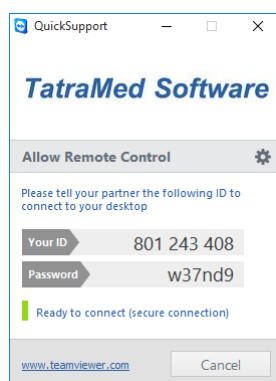 QuickSupport
TatraMed Software
Allow Remote Control
Please tell your partner the following ID to
connect to your desktop
Your ID 801 243 408
Password w37nd9
Ready to connect (secure connection)
www.teamviewer.com Cancel